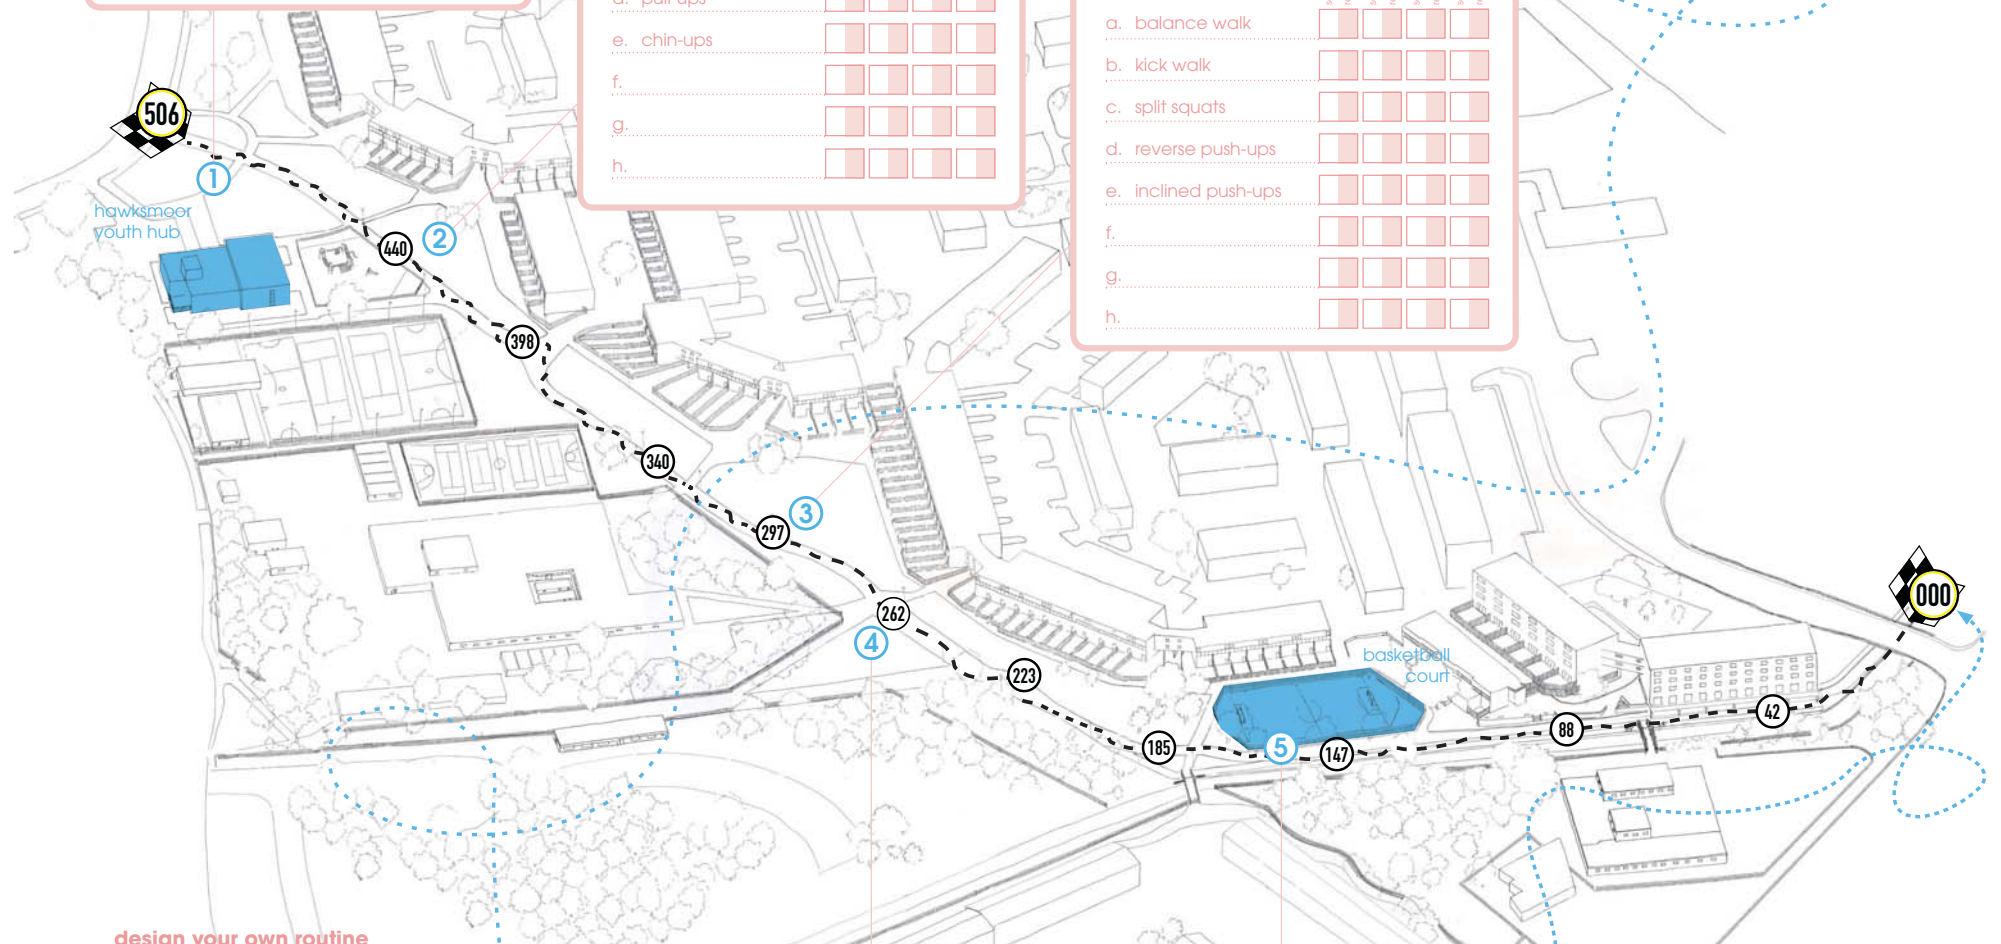 d. pull-ups
e. chin-ups
f.
g.
h.
a. balance walk
b. kick walk
c. split squats
d. reverse push-ups
e. inclined push-ups
f.
g.
h.
506
1
hawksmoor
youth hub
2
440
398
340
3
297
262
4
223
185
basketball
court
5
147
88
42
000
design your own routine